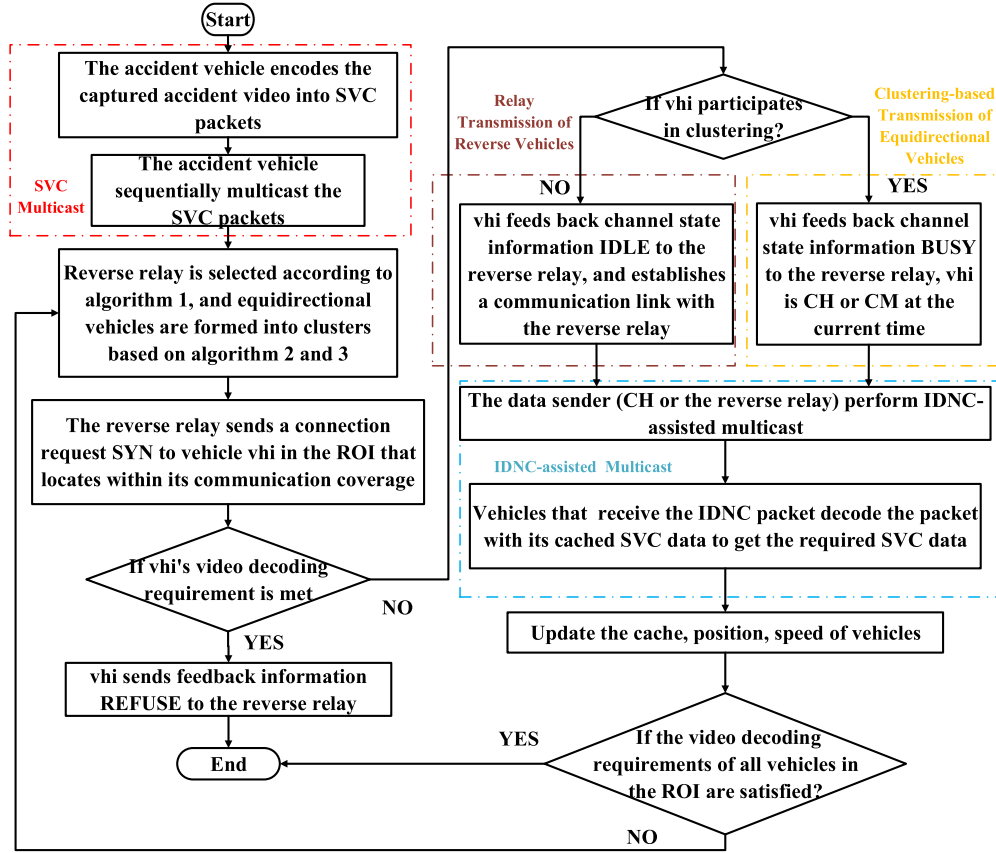 Start
The accident vehicle encodes the
captured accident video into SVC
packets
The accident vehicle
sequentially multicast the
SVC packets
SVC
Multicast
Reverse relay is selected according to
algorithm 1, and equidirectional
vehicles are formed into clusters
based on algorithm 2 and 3
The reverse relay sends a connection
request SYN to vehicle vhi in the ROI that
locates within its communication coverage
If vhi's video decoding
requirement is met
NO
YES
vhi sends feedback information
REFUSE to the reverse relay
End
If vhi participates
in clustering?
Relay
Transmission of
Reverse Vehicles
Clustering-based
Transmission of
Equidirectional
Vehicles
NO
YES
vhi feeds back channel state
information IDLE to the
reverse relay, and establishes
a communication link with
the reverse relay
vhi feeds back channel
state information BUSY
to the reverse relay, vhi
is CH or CM at the
current time
The data sender (CH or the reverse relay) perform IDNC-
assisted multicast
IDNC-assisted Multicast
Vehicles that receive the IDNC packet decode the packet
with its cached SVC data to get the required SVC data
Update the cache, position, speed of vehicles
If the video decoding
requirements of all vehicles in
the ROI are satisfied?
YES
NO